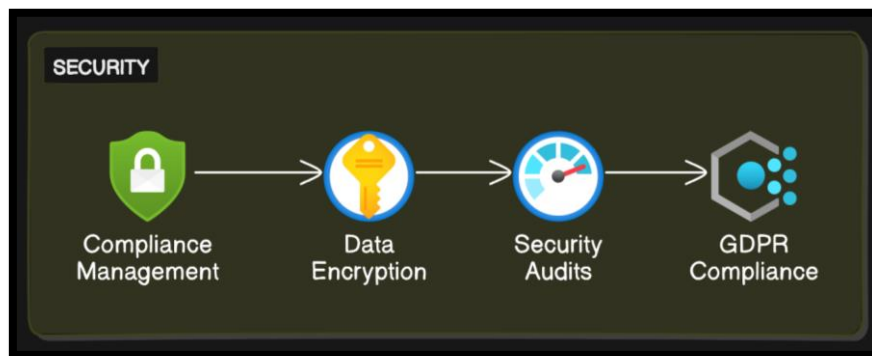 SECURITY
Compliance
Management
Data
Encryption
Security
Audits
GDPR
Compliance